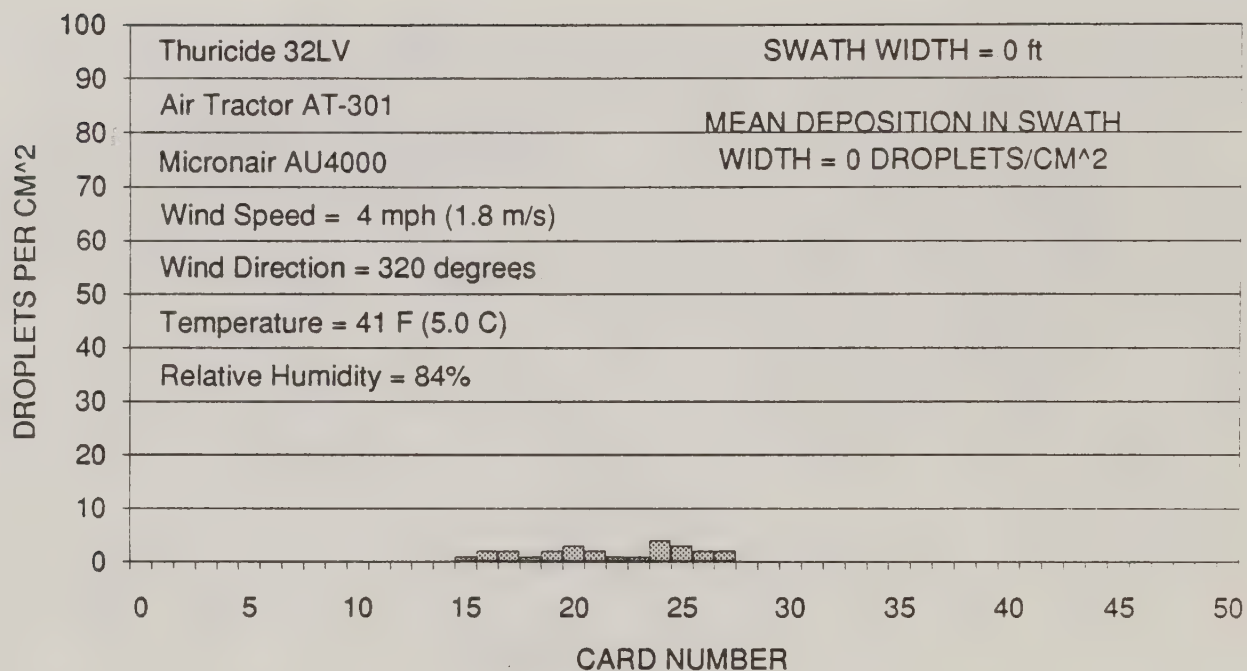 100
90
80
70
60
50
40
30
20
10
0
DROPLETS PER CM^2
Thuricide 32LV
Air Tractor AT-301
Micronair AU4000
Wind Speed = 4 mph (1.8 m/s)
Wind Direction = 320 degrees
Temperature = 41 F (5.0 C)
Relative Humidity = 84%
SWATH WIDTH = 0 ft
MEAN DEPOSITION IN SWATH
WIDTH = 0 DROPLETS/CM^2
0 5 10 15 20 25 30 35 40 45 50
CARD NUMBER